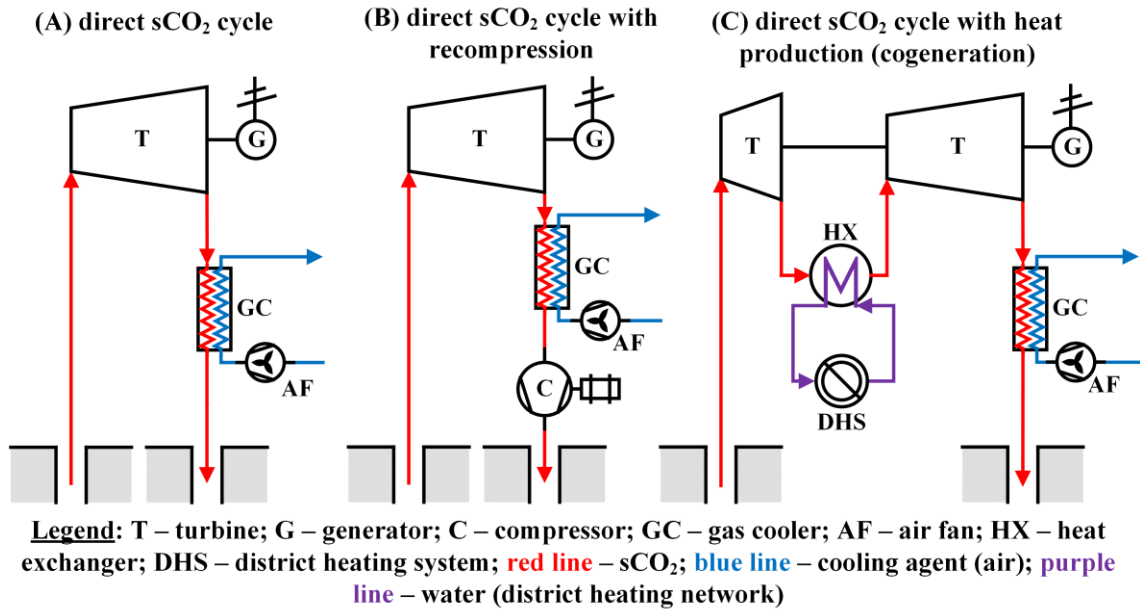 (A) direct sCO₂ cycle
(B) direct sCO₂ cycle with
recompression
(C) direct sCO₂ cycle with heat
production (cogeneration)
T
G
GC
AF
T
G
GC
AF
C
T
T
G
HX
DHS
GC
AF
Legend: T – turbine; G – generator; C – compressor; GC – gas cooler; AF – air fan; HX – heat
exchanger; DHS – district heating system; red line – sCO₂; blue line – cooling agent (air); purple
line – water (district heating network)